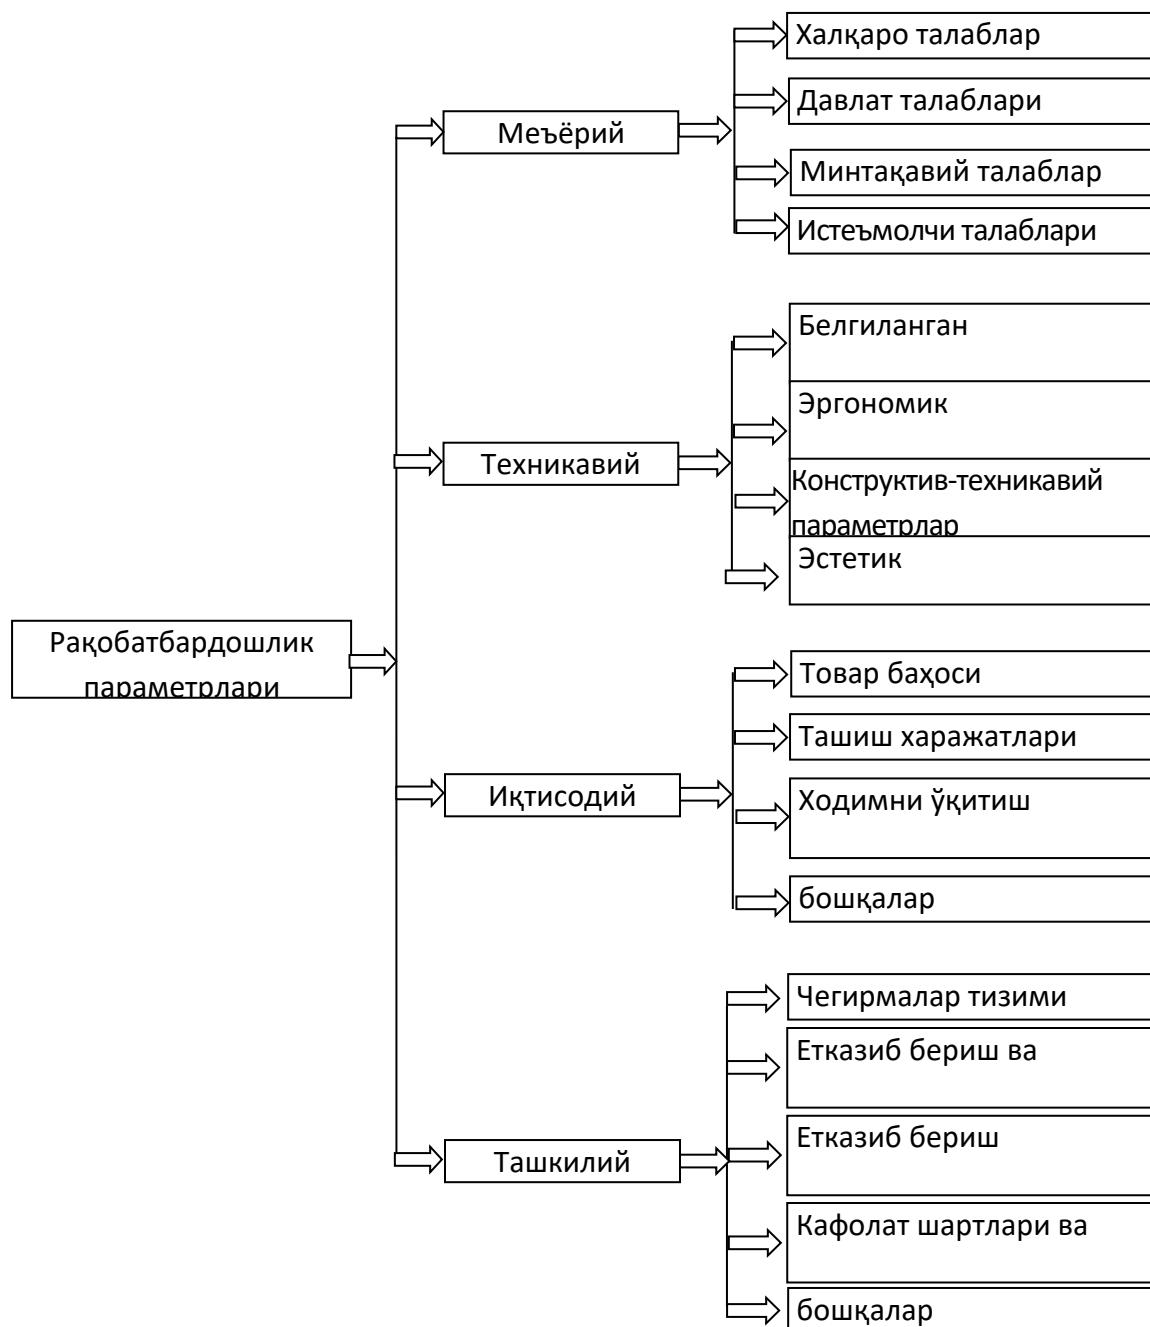 Рақобатбардошлик
параметрлари
Меъёрий
Халқаро талаблар
Давлат талаблари
Минтақавий талаблар
Истеъмолчи талаблари
Техникавий
Белгиланган
Эргономик
Конструктив-техникавий
параметрлар
Эстетик
Иқтисодий
Товар баҳоси
Ташиш харажатлари
Ходимни ўқитиш
бошқалар
Ташкилий
Чегирмалар тизими
Етказиб бериш ва
Етказиб бериш
Кафолат шартлари ва
бошқалар